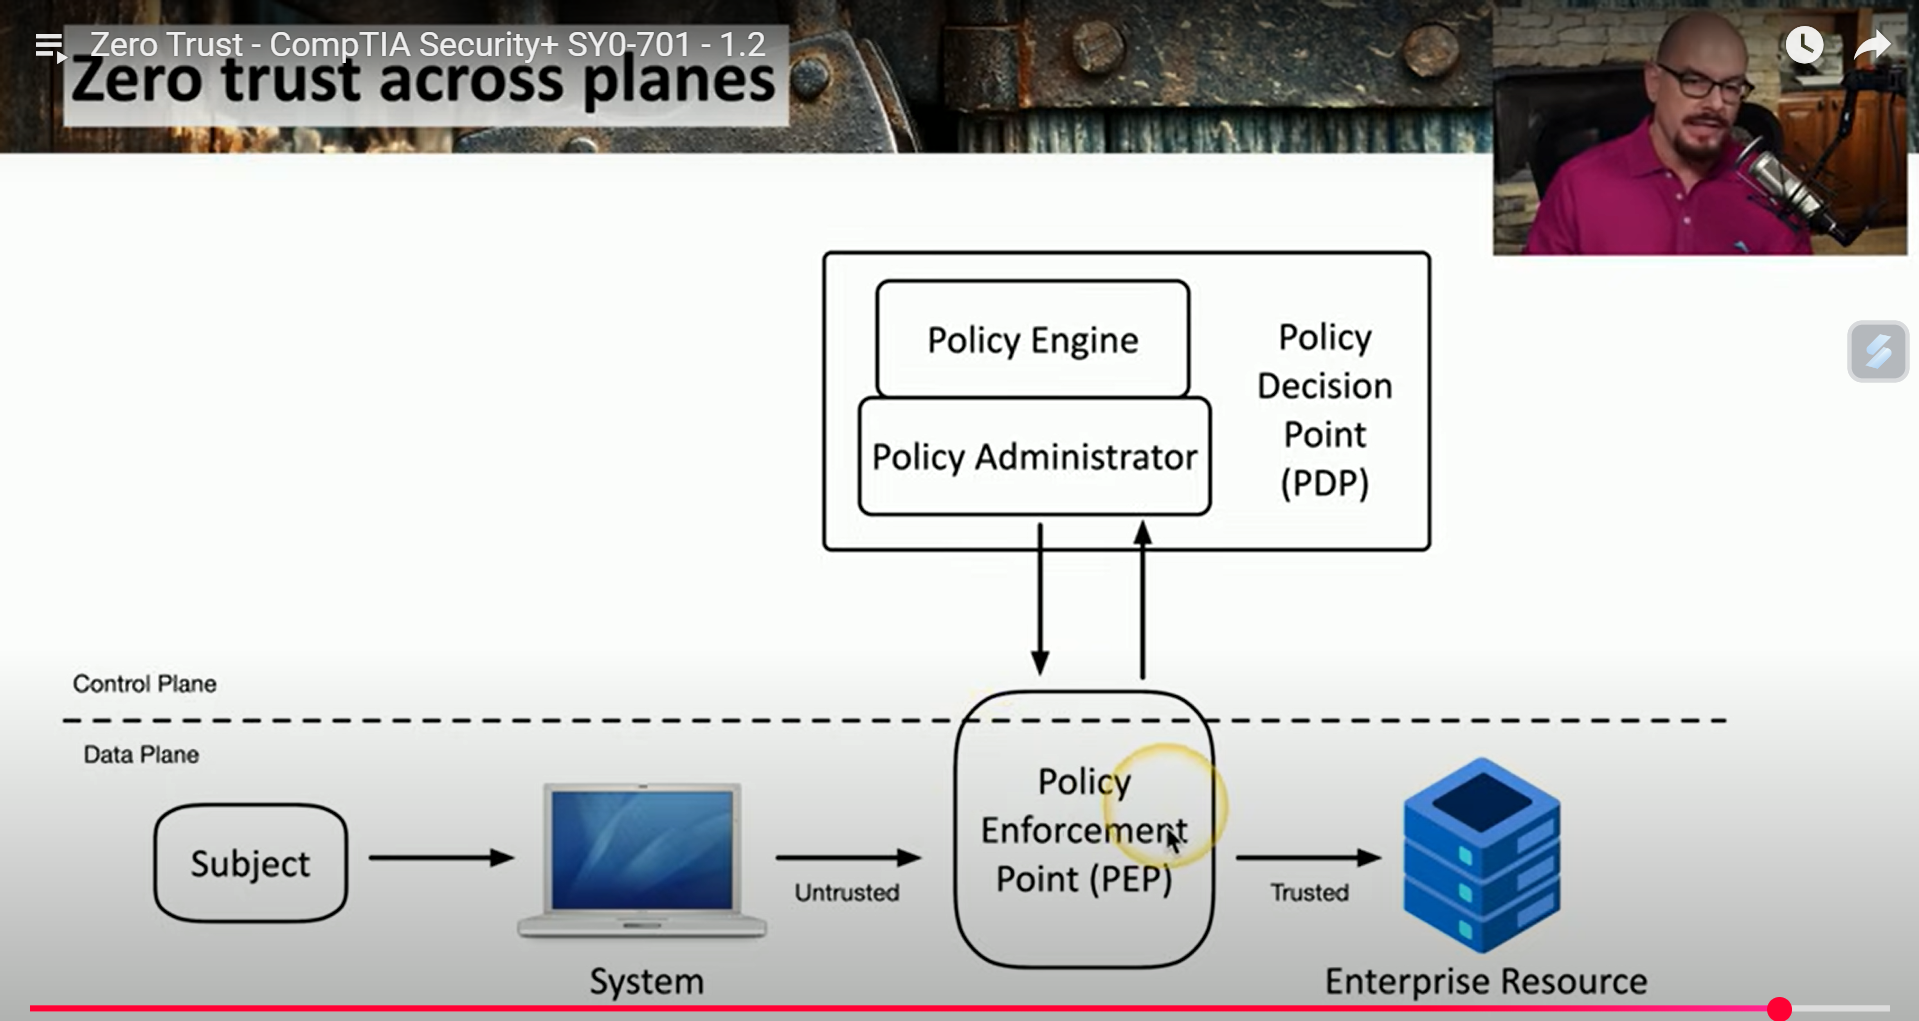 Zero Trust - CompTIA Security+ SY0-701 - 1.2
Zero trust across planes
Policy Engine
Policy Administrator
Policy
Decision
Point
(PDP)
Control Plane
Data Plane
Subject
System
Untrusted
Policy
Enforcement
Point (PEP)
Trusted
Enterprise Resource